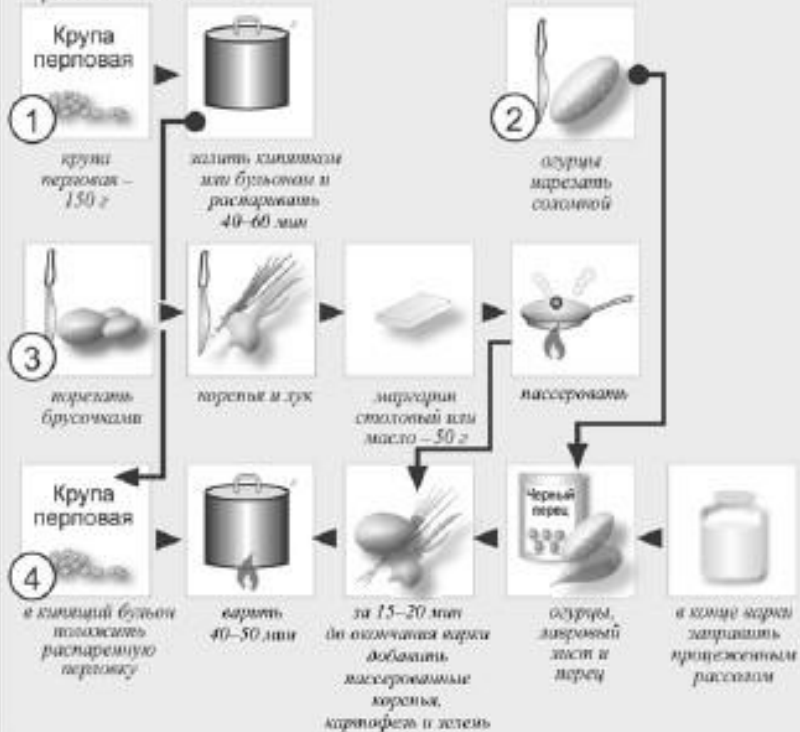 Крупа
перловая
1
2
крупа
перловая –
150 г
залить кипятком
или бульоном и
распаривать
40–60 мин
огурцы
нарезать
соломкой
3
порезать
брусочками
коренья и лук
маргарин
столовый или
масло – 50 г
пассеровать
Крупа
перловая
Черный
перец
4
в кипящий бульон
положить
распаренную
перловку
варить
40–50 мин
за 15–20 мин
до окончания варки
добавить
пассерованные
коренья,
картофель и зелень
огурцы,
лавровый
лист и
перец
в конце варки
заправить
процеженным
рассолом